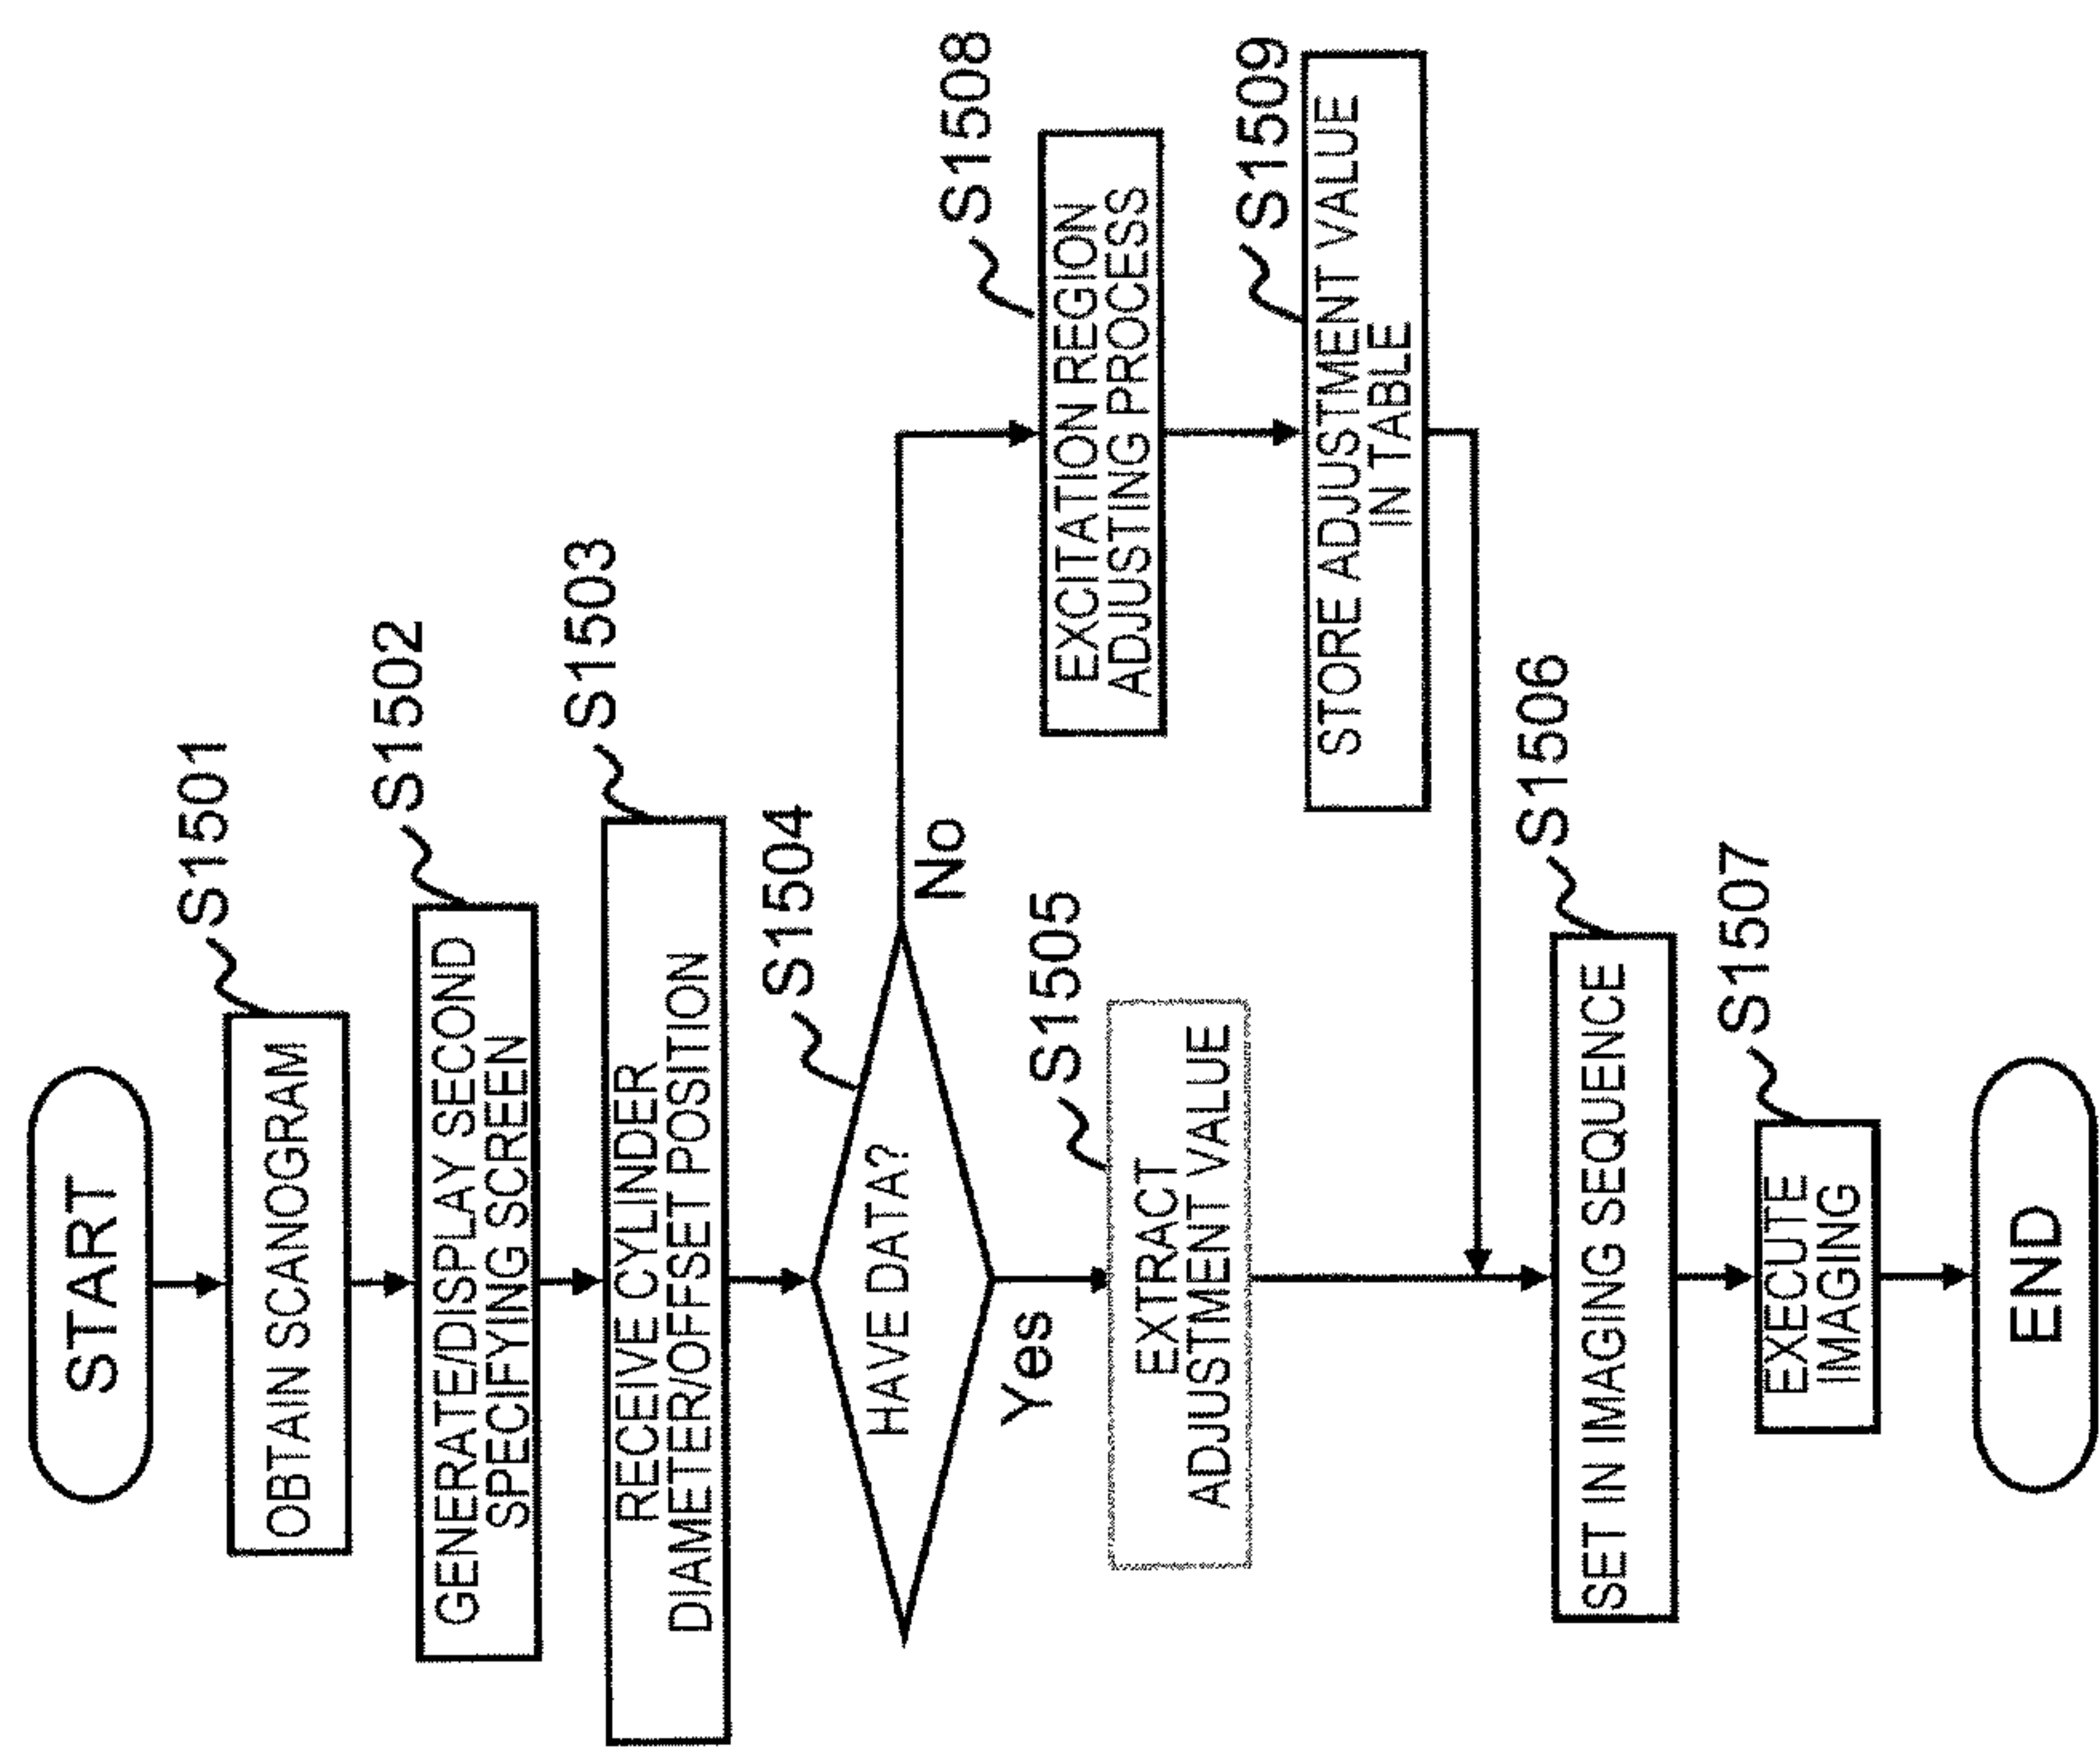 START
S1501
OBTAIN SCANOGRAM
S1502
GENERATE/DISPLAY SECOND
SPECIFYING SCREEN
S1503
RECEIVE CYLINDER
DIAMETER/OFFSET POSITION
S1504
HAVE DATA?
No
Yes
S1505
EXTRACT
ADJUSTMENT VALUE
S1508
EXCITATION REGION
ADJUSTING PROCESS
S1509
STORE ADJUSTMENT VALUE
IN TABLE
S1506
SET IN IMAGING SEQUENCE
S1507
EXECUTE
IMAGING
END